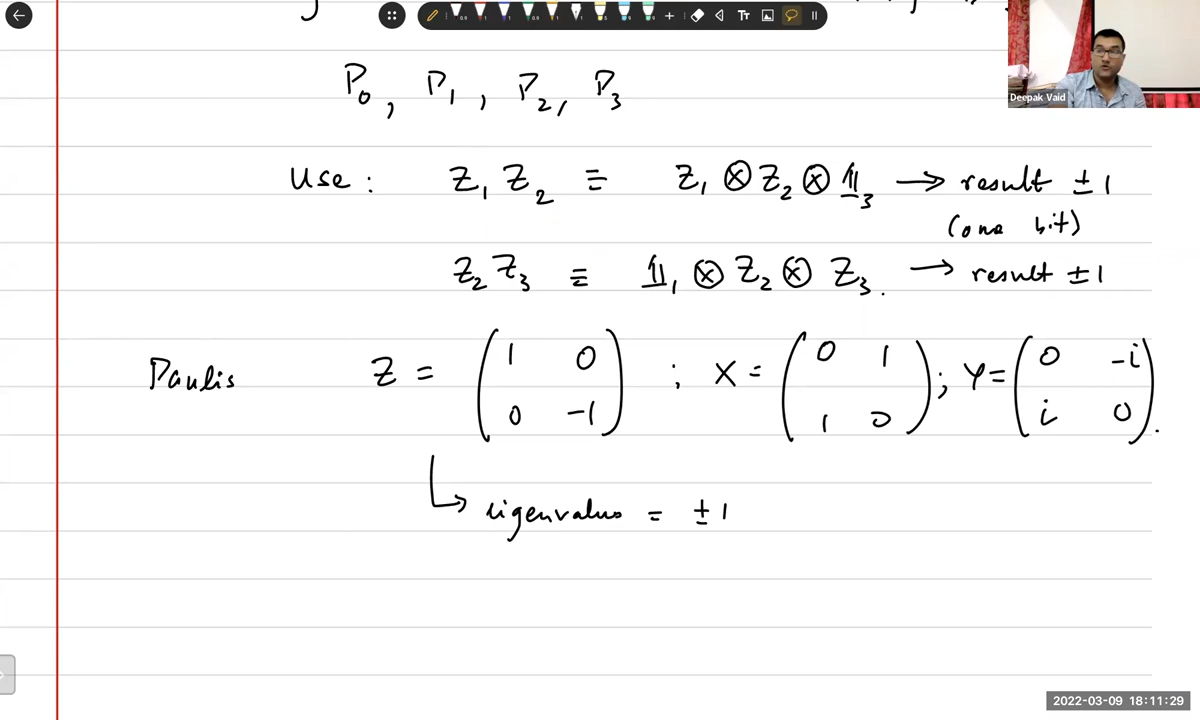 P₀, P₁, P₂, P₃
Deepak Vaid
Use : Z₁ Z₂ ≡ Z₁ ⊗ Z₂ ⊗ 𝟙₃ → result ± 1
(one bit)
Z₂ Z₃ ≡ 𝟙₁ ⊗ Z₂ ⊗ Z₃. → result ± 1
Paulis Z = ( 1 0 ; X = ( 0 1 ) ; Y = ( 0 -i
0 -1 ) 1 0 i 0 ).
↳ eigenvalues = ± 1
2022-03-09 18:11:29